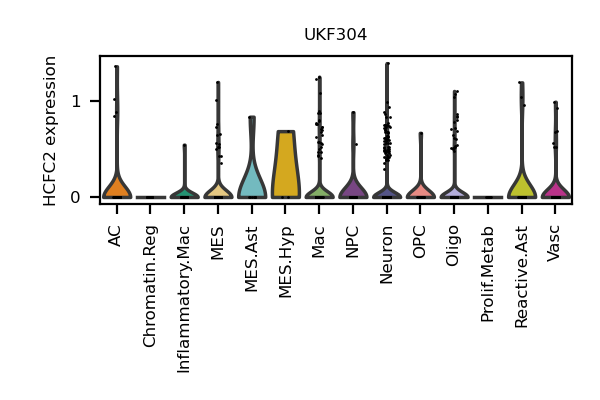 UKF304
HCFC2 expression
1
0
AC
Chromatin.Reg
Inflammatory.Mac
MES
MES.Ast
MES.Hyp
Mac
NPC
Neuron
OPC
Oligo
Prolif.Metab
Reactive.Ast
Vasc